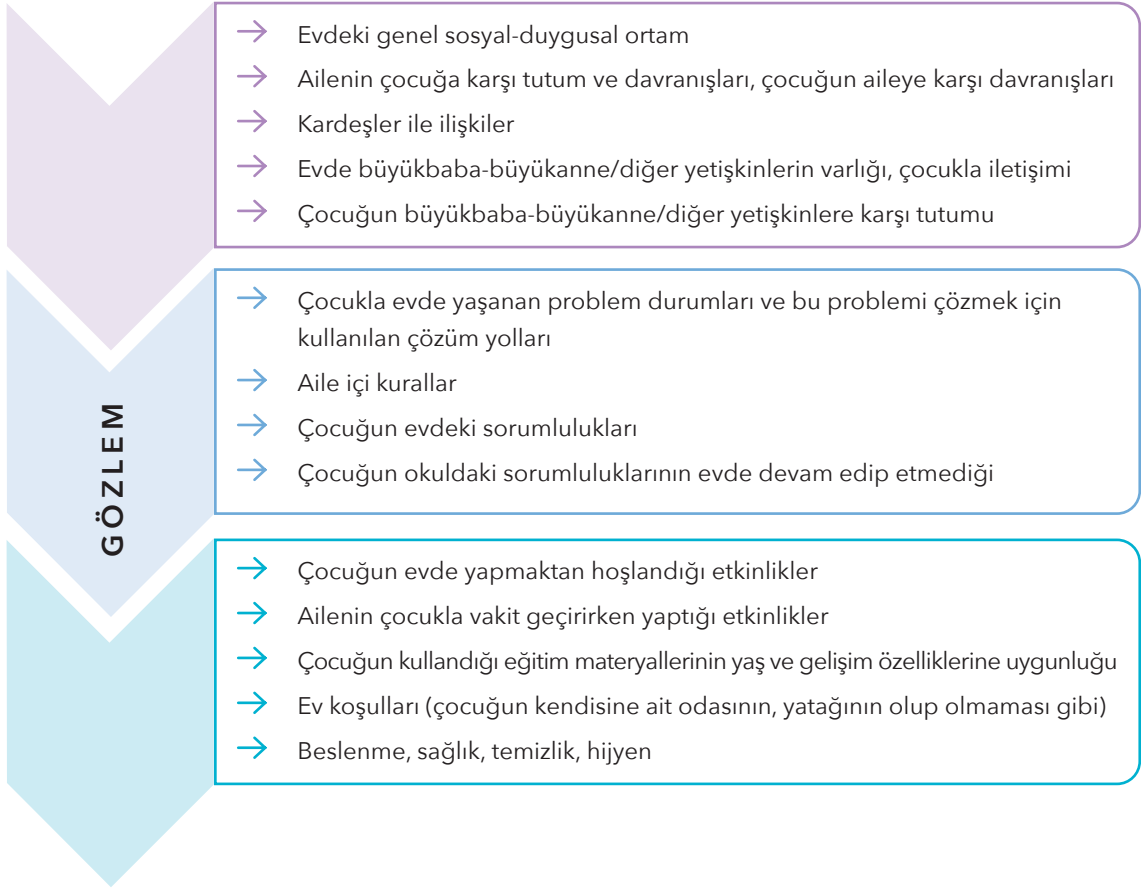 Evdeki genel sosyal-duygusal ortam
Ailenin çocuğa karşı tutum ve davranışları, çocuğun aileye karşı davranışları
Kardeşler ile ilişkiler
Evde büyükbaba-büyükanne/diğer yetişkinlerin varlığı, çocukla iletişimi
Çocuğun büyükbaba-büyükanne/diğer yetişkinlere karşı tutumu
GÖZLEM
Çocukla evde yaşanan problem durumları ve bu problemi çözmek için
kullanılan çözüm yolları
Aile içi kurallar
Çocuğun evdeki sorumlulukları
Çocuğun okuldaki sorumluluklarının evde devam edip etmediği
Çocuğun evde yapmaktan hoşlandığı etkinlikler
Ailenin çocukla vakit geçirirken yaptığı etkinlikler
Çocuğun kullandığı eğitim materyallerinin yaş ve gelişim özelliklerine uygunluğu
Ev koşulları (çocuğun kendisine ait odasının, yatağının olup olmaması gibi)
Beslenme, sağlık, temizlik, hijyen